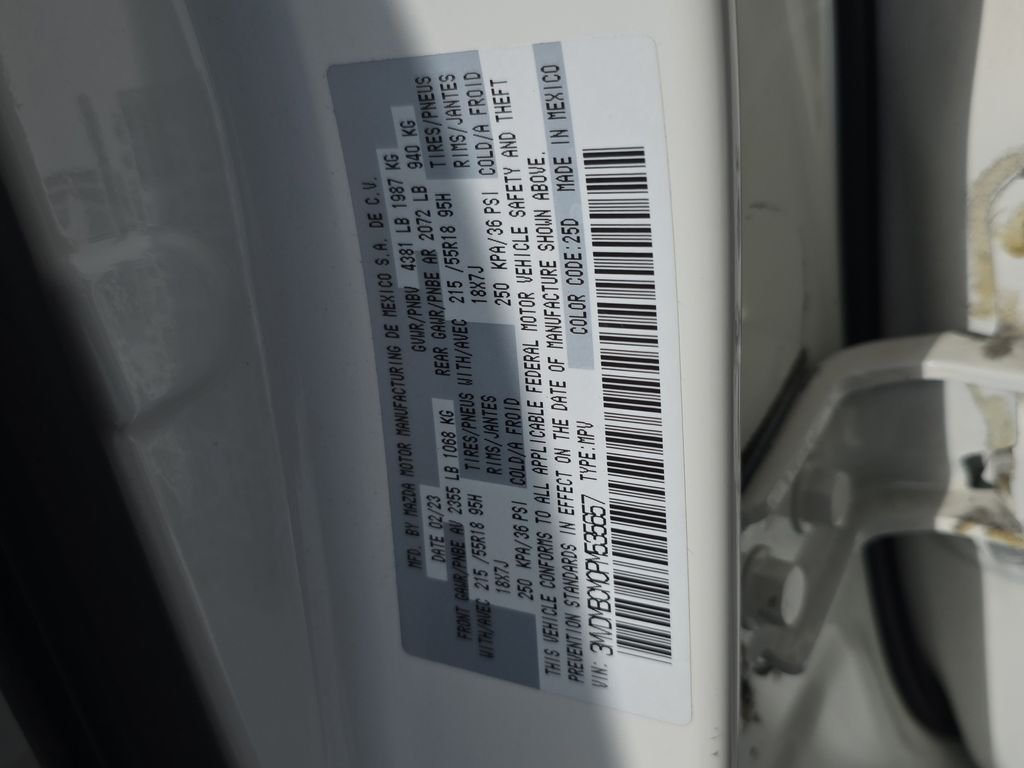 MFD. BY MAZDA MOTOR MANUFACTURING DE MEXICO S.A. DE C.V.
DATE 02/23 GVWR/PNBV 4381 LB 1987 KG
FRONT GAWR/PNBE AV 2355 LB 1068 KG REAR GAWR/PNBE AR 2072 LB 940 KG
WITH/AVEC 215 /55R18 95H TIRES/PNEUS WITH/AVEC 215 /55R18 95H TIRES/PNEUS
18X7J RIMS/JANTES 18X7J RIMS/JANTES
250 KPA/36 PSI COLD/A FROID 250 KPA/36 PSI COLD/A FROID
THIS VEHICLE CONFORMS TO ALL APPLICABLE FEDERAL MOTOR VEHICLE SAFETY AND THEFT
PREVENTION STANDARDS IN EFFECT ON THE DATE OF MANUFACTURE SHOWN ABOVE.
VIN: TYPE:MPV COLOR CODE:25D MADE IN MEXICO